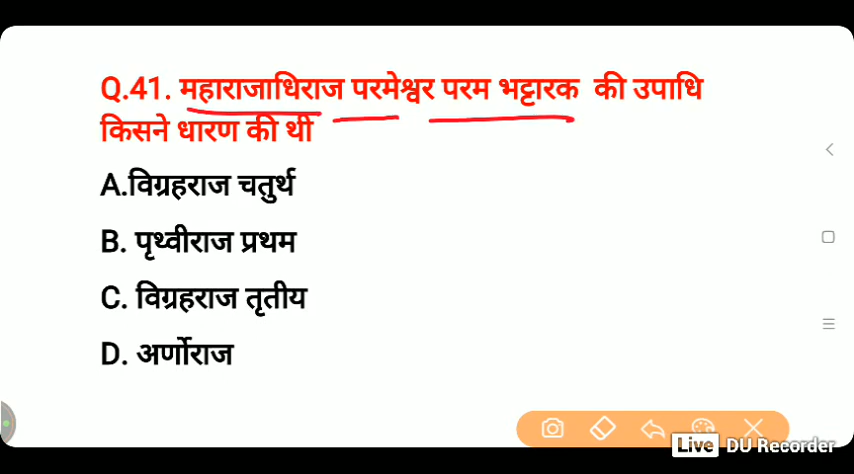 Q.41. महाराजाधिराज परमेश्वर परम भट्टारक की उपाधि
किसने धारण की थी
A.विग्रहराज चतुर्थ
B. पृथ्वीराज प्रथम
C. विग्रहराज तृतीय
D. अर्णोराज
Live DU Recorder